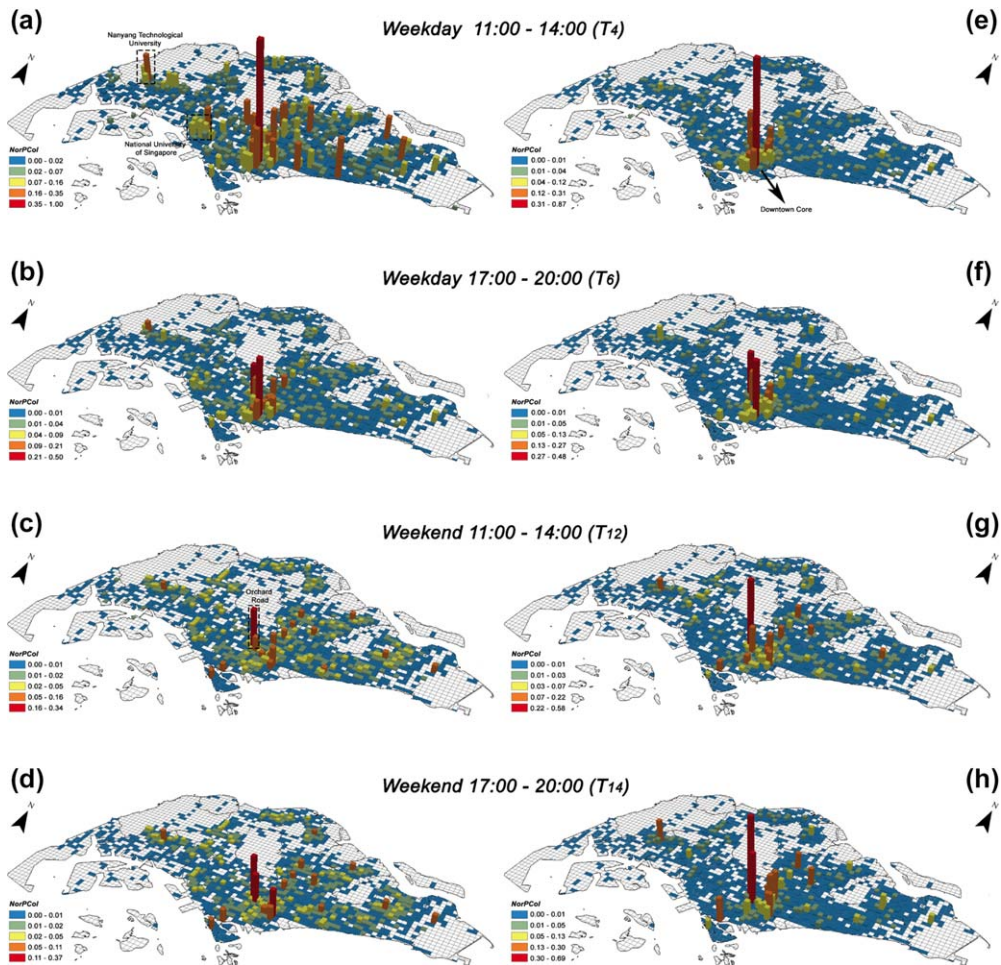 (a)
Weekday 11:00 - 14:00 (T4)
(e)
Nanyang Technological
University
N
N
National University
of Singapore
NorPCol
0.00 - 0.02
0.02 - 0.07
0.07 - 0.16
0.16 - 0.35
0.35 - 1.00
NorPCol
0.00 - 0.01
0.01 - 0.04
0.04 - 0.12
0.12 - 0.31
0.31 - 0.87
Downtown Core
(b)
Weekday 17:00 - 20:00 (T6)
(f)
N
N
NorPCol
0.00 - 0.01
0.01 - 0.04
0.04 - 0.09
0.09 - 0.21
0.21 - 0.50
NorPCol
0.00 - 0.01
0.01 - 0.05
0.05 - 0.13
0.13 - 0.27
0.27 - 0.48
(c)
Weekend 11:00 - 14:00 (T12)
(g)
N
N
Orchard
Road
NorPCol
0.00 - 0.01
0.01 - 0.02
0.02 - 0.05
0.05 - 0.16
0.16 - 0.34
NorPCol
0.00 - 0.01
0.01 - 0.03
0.03 - 0.07
0.07 - 0.22
0.22 - 0.58
(d)
Weekend 17:00 - 20:00 (T14)
(h)
N
N
NorPCol
0.00 - 0.01
0.01 - 0.02
0.02 - 0.05
0.05 - 0.11
0.11 - 0.37
NorPCol
0.00 - 0.01
0.01 - 0.05
0.05 - 0.13
0.13 - 0.30
0.30 - 0.69